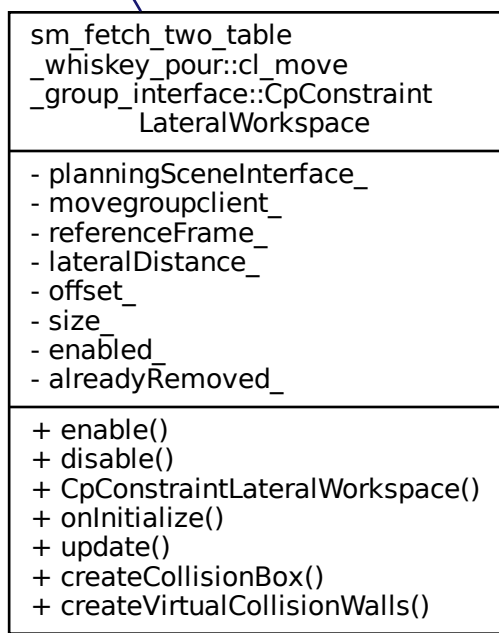 sm_fetch_two_table
_whiskey_pour::cl_move
_group_interface::CpConstraint
LateralWorkspace
- planningSceneInterface_
- movegroupclient_
- referenceFrame_
- lateralDistance_
- offset_
- size_
- enabled_
- alreadyRemoved_
+ enable()
+ disable()
+ CpConstraintLateralWorkspace()
+ onInitialize()
+ update()
+ createCollisionBox()
+ createVirtualCollisionWalls()